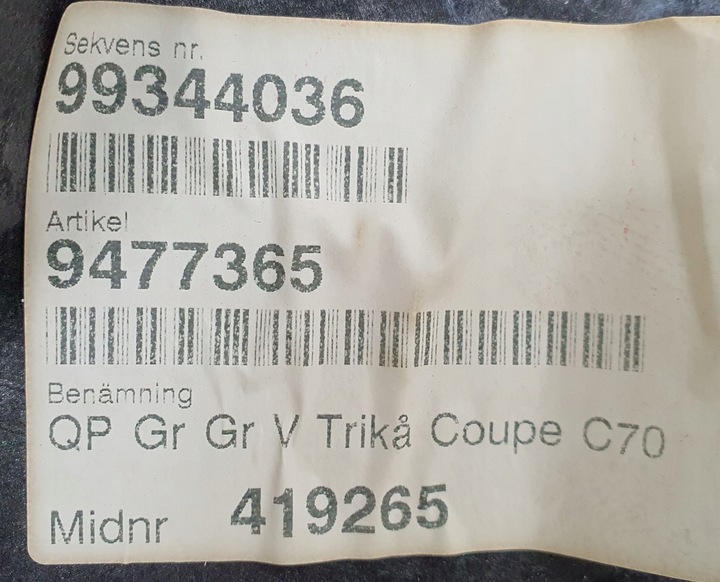 Sekvens nr.
99344036
Artikel
9477365
Benämning
QP Gr Gr V Trikå Coupe C70
Midnr 419265